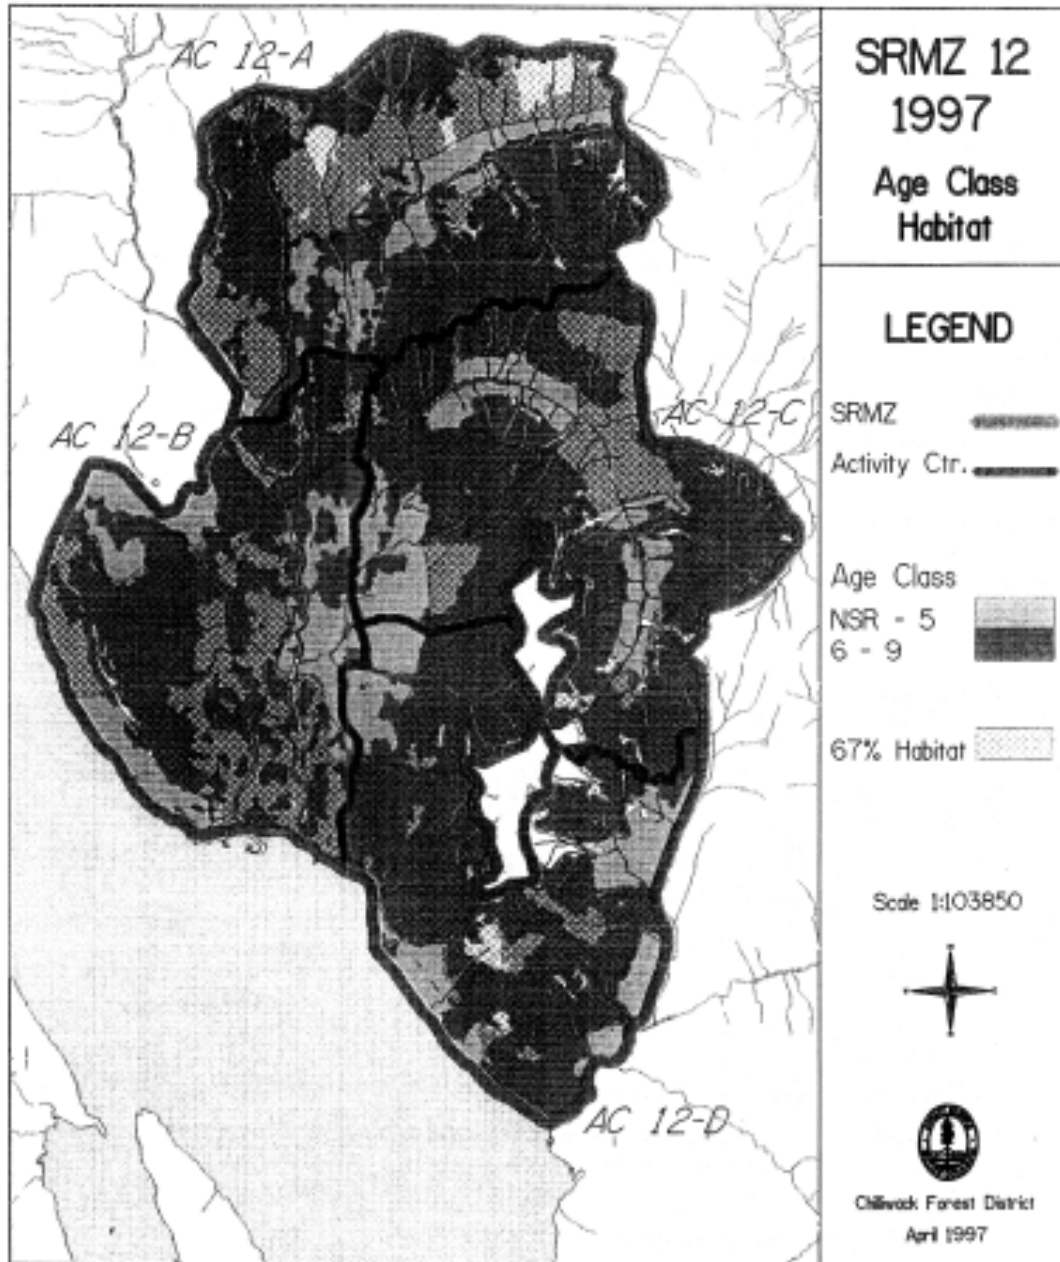 AC 12-A
AC 12-B
AC 12-C
AC 12-D
SRMZ 12
1997
Age Class
Habitat
LEGEND
SRMZ
Activity Ctr.
Age Class
NSR - 5
6 - 9
67% Habitat
Scale 1:103850
Chilliwack Forest District
April 1997